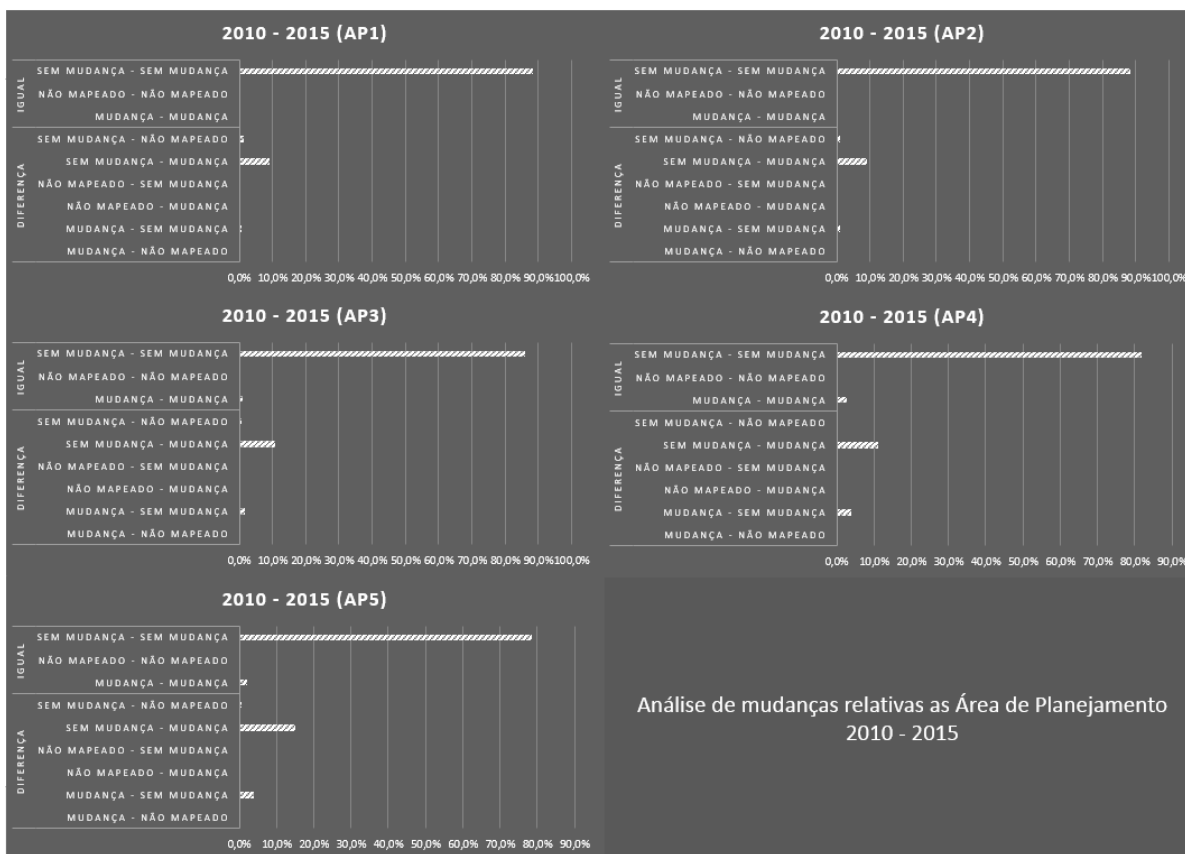 2010 - 2015 (AP1)
IGUAL
SEM MUDANÇA - SEM MUDANÇA
NÃO MAPEADO - NÃO MAPEADO
MUDANÇA - MUDANÇA
DIFERENÇA
SEM MUDANÇA - NÃO MAPEADO
SEM MUDANÇA - MUDANÇA
NÃO MAPEADO - SEM MUDANÇA
NÃO MAPEADO - MUDANÇA
MUDANÇA - SEM MUDANÇA
MUDANÇA - NÃO MAPEADO
0,0% 10,0% 20,0% 30,0% 40,0% 50,0% 60,0% 70,0% 80,0% 90,0% 100,0%
2010 - 2015 (AP2)
IGUAL
SEM MUDANÇA - SEM MUDANÇA
NÃO MAPEADO - NÃO MAPEADO
MUDANÇA - MUDANÇA
DIFERENÇA
SEM MUDANÇA - NÃO MAPEADO
SEM MUDANÇA - MUDANÇA
NÃO MAPEADO - SEM MUDANÇA
NÃO MAPEADO - MUDANÇA
MUDANÇA - SEM MUDANÇA
MUDANÇA - NÃO MAPEADO
0,0% 10,0% 20,0% 30,0% 40,0% 50,0% 60,0% 70,0% 80,0% 90,0% 100,0%
2010 - 2015 (AP3)
IGUAL
SEM MUDANÇA - SEM MUDANÇA
NÃO MAPEADO - NÃO MAPEADO
MUDANÇA - MUDANÇA
DIFERENÇA
SEM MUDANÇA - NÃO MAPEADO
SEM MUDANÇA - MUDANÇA
NÃO MAPEADO - SEM MUDANÇA
NÃO MAPEADO - MUDANÇA
MUDANÇA - SEM MUDANÇA
MUDANÇA - NÃO MAPEADO
0,0% 10,0% 20,0% 30,0% 40,0% 50,0% 60,0% 70,0% 80,0% 90,0% 100,0%
2010 - 2015 (AP4)
IGUAL
SEM MUDANÇA - SEM MUDANÇA
NÃO MAPEADO - NÃO MAPEADO
MUDANÇA - MUDANÇA
DIFERENÇA
SEM MUDANÇA - NÃO MAPEADO
SEM MUDANÇA - MUDANÇA
NÃO MAPEADO - SEM MUDANÇA
NÃO MAPEADO - MUDANÇA
MUDANÇA - SEM MUDANÇA
MUDANÇA - NÃO MAPEADO
0,0% 10,0% 20,0% 30,0% 40,0% 50,0% 60,0% 70,0% 80,0% 90,0%
2010 - 2015 (AP5)
IGUAL
SEM MUDANÇA - SEM MUDANÇA
NÃO MAPEADO - NÃO MAPEADO
MUDANÇA - MUDANÇA
DIFERENÇA
SEM MUDANÇA - NÃO MAPEADO
SEM MUDANÇA - MUDANÇA
NÃO MAPEADO - SEM MUDANÇA
NÃO MAPEADO - MUDANÇA
MUDANÇA - SEM MUDANÇA
MUDANÇA - NÃO MAPEADO
0,0% 10,0% 20,0% 30,0% 40,0% 50,0% 60,0% 70,0% 80,0% 90,0%
Análise de mudanças relativas as Área de Planejamento
2010 - 2015